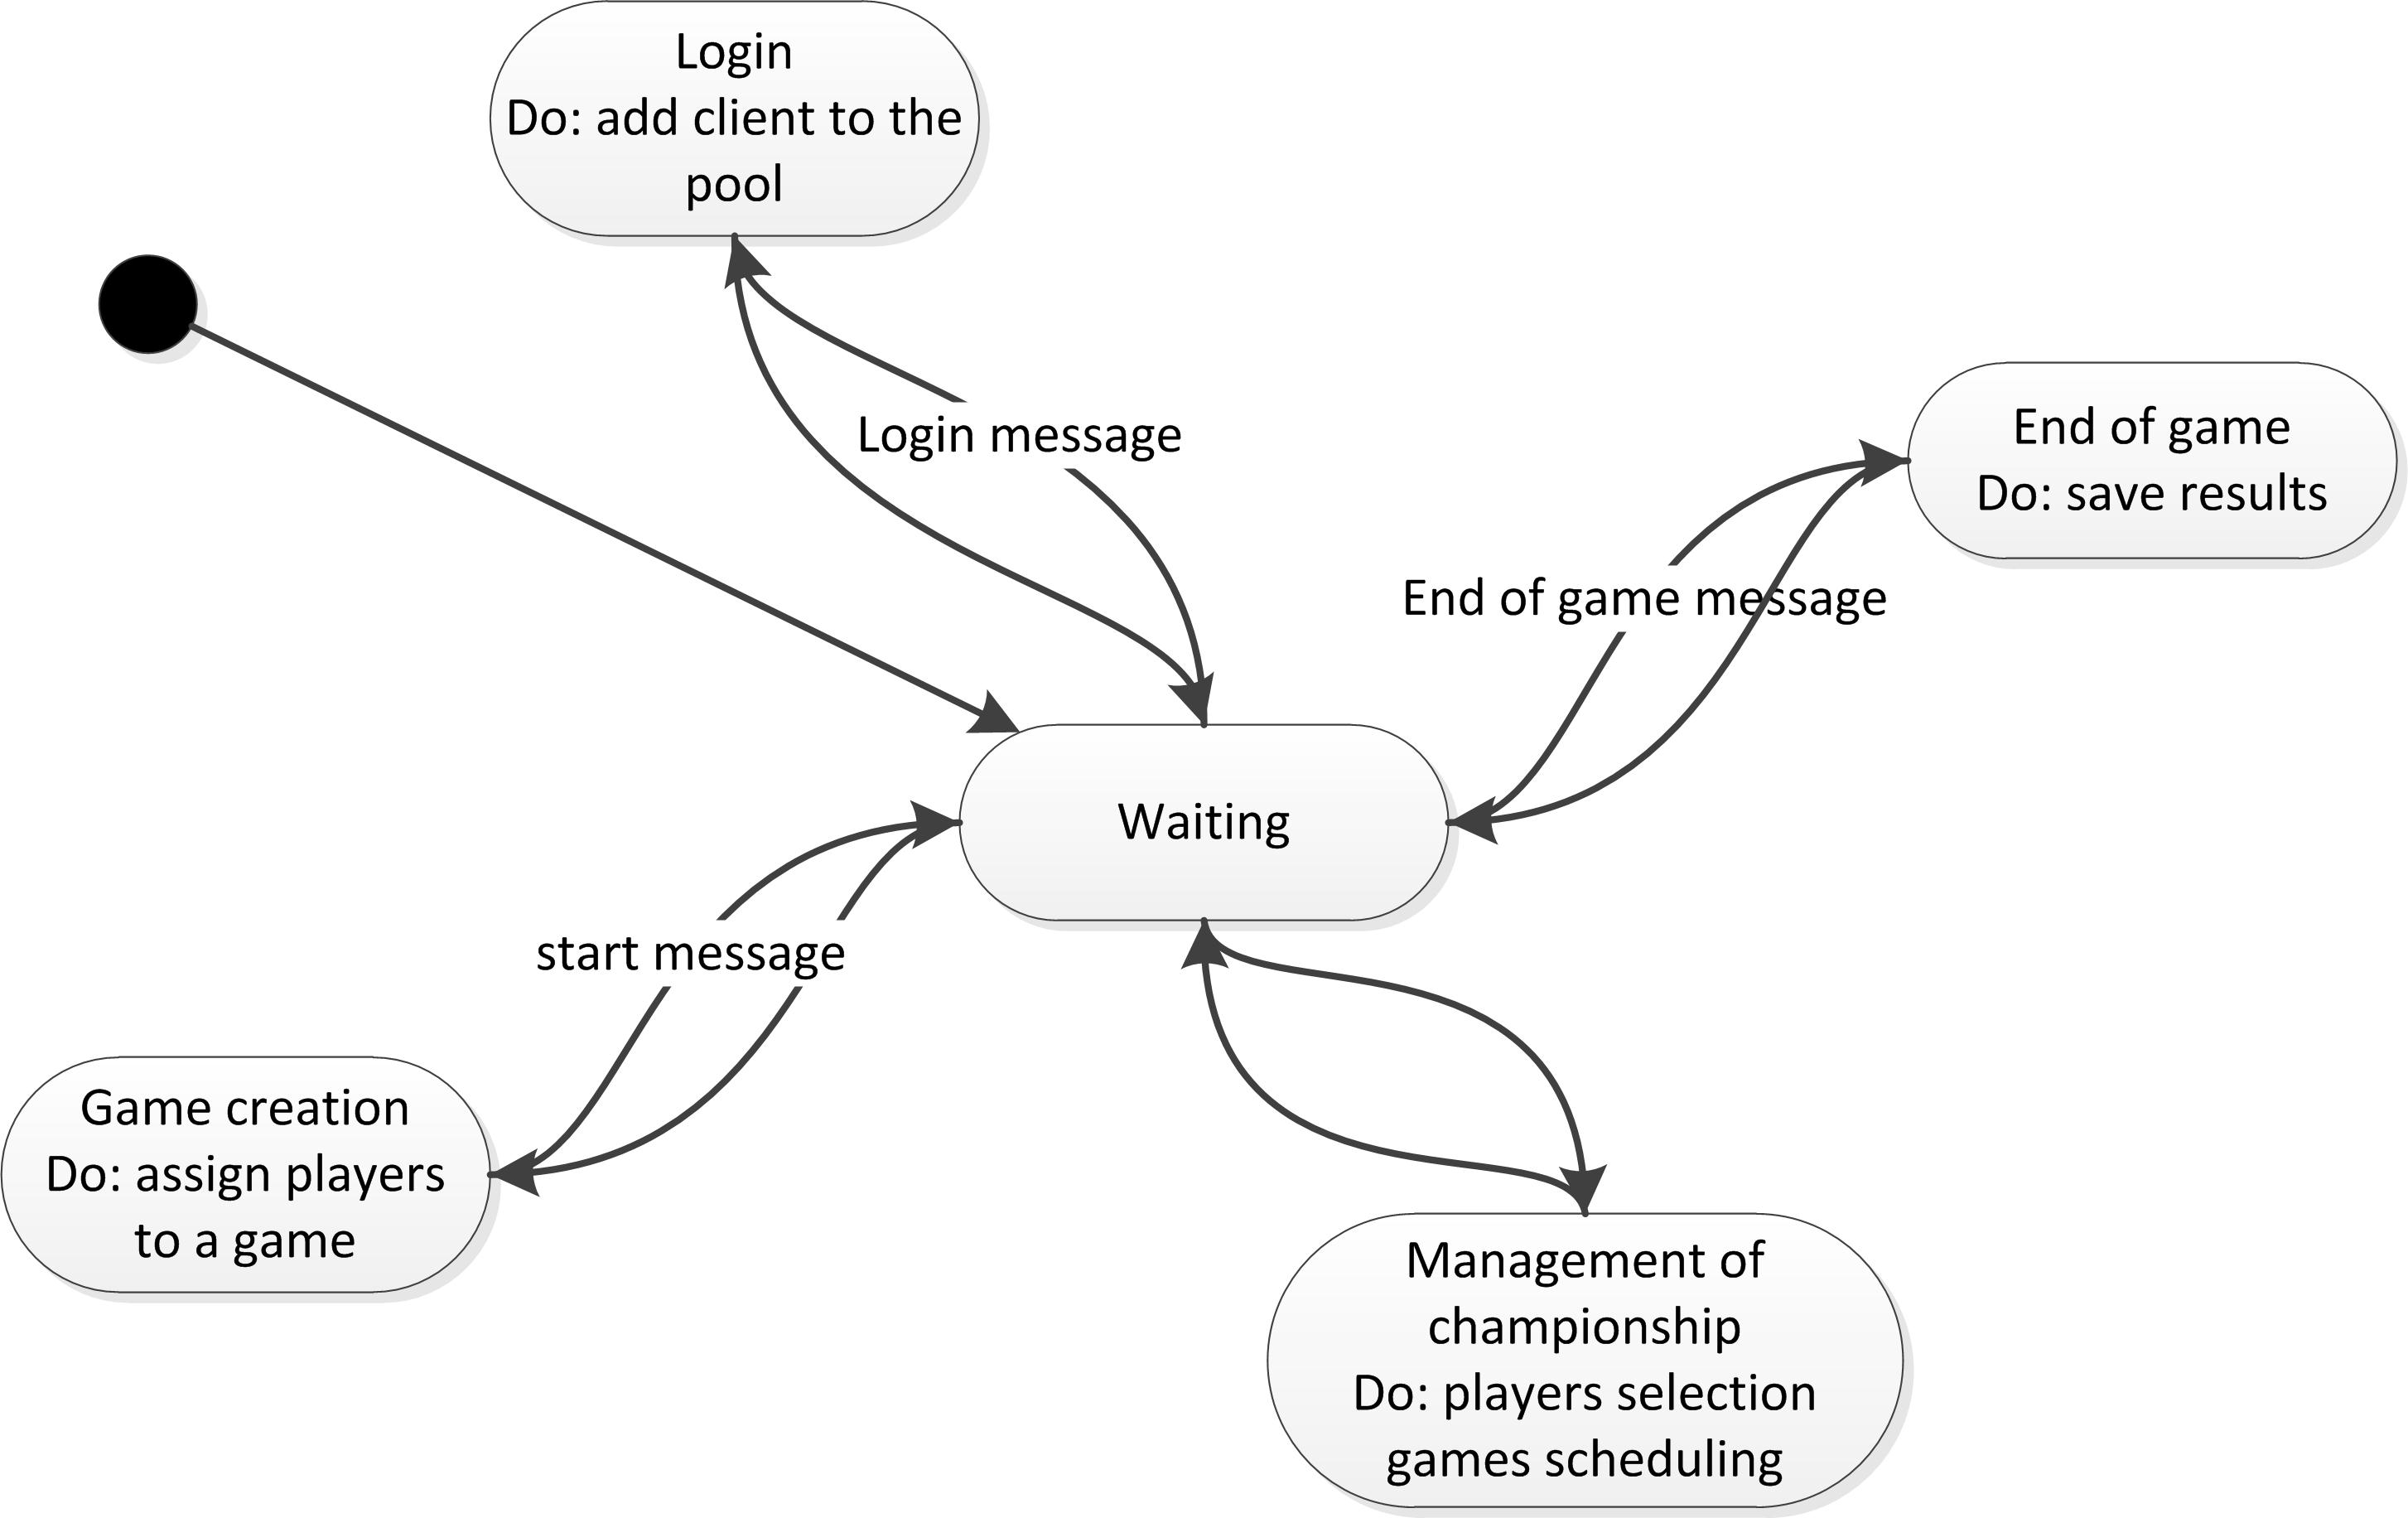 Login
Do: add client to the
pool
Login message
End of game
Do: save results
End of game message
Waiting
start message
Game creation
Do: assign players
to a game
Management of
championship
Do: players selection
games scheduling